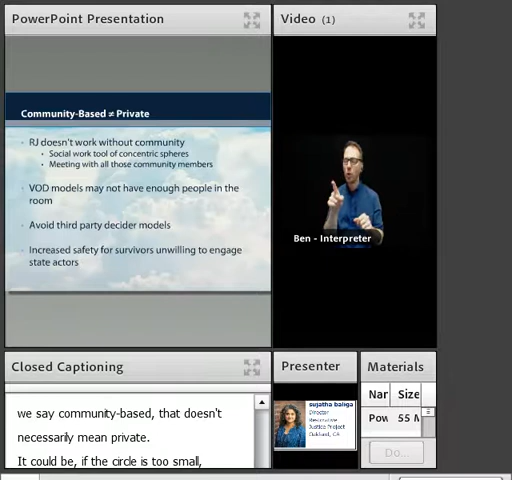 PowerPoint Presentation
Video (1)
Community-Based ≠ Private
RJ doesn't work without community
Social work tool of concentric spheres
Meeting with all those community members
VOD models may not have enough people in the
room
Avoid third party decider models
Increased safety for survivors unwilling to engage
state actors
Ben - Interpreter
Closed Captioning
we say community-based, that doesn't
necessarily mean private.
It could be, if the circle is too small,
Presenter
sujatha baliga
Director
Restorative
Justice Project
Oakland, CA
Materials
Nar Size
Pow 55 M
Do...